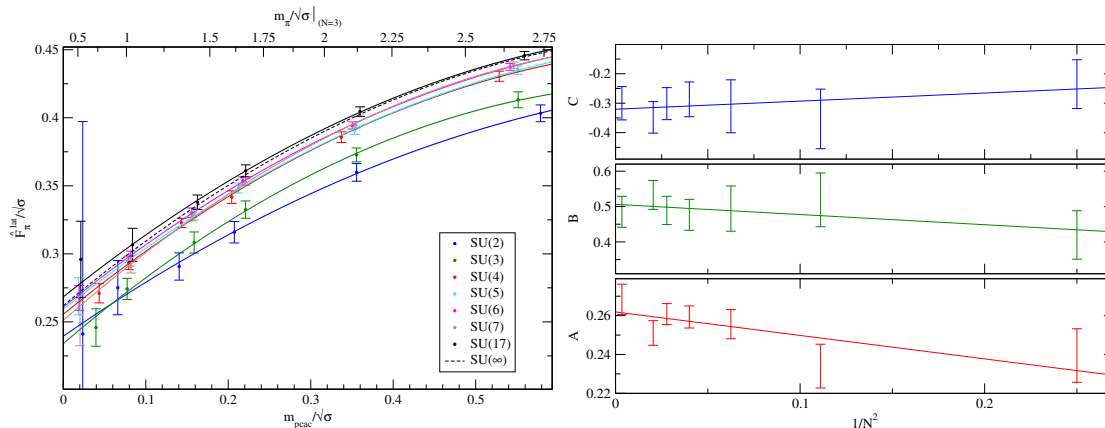 m_π/√σ|_(N=3)
0.5 1 1.5 1.75 2 2.25 2.5 2.75
0.45
0.4
0.35
0.3
0.25
F̂_π^lat/√σ
0 0.1 0.2 0.3 0.4 0.5
m_pcac/√σ
SU(2)
SU(3)
SU(4)
SU(5)
SU(6)
SU(7)
SU(17)
SU(∞)
-0.2
-0.3
-0.4
C
0.6
0.5
0.4
B
0.26
0.24
0.22
A
0 0.1 0.2
1/N²